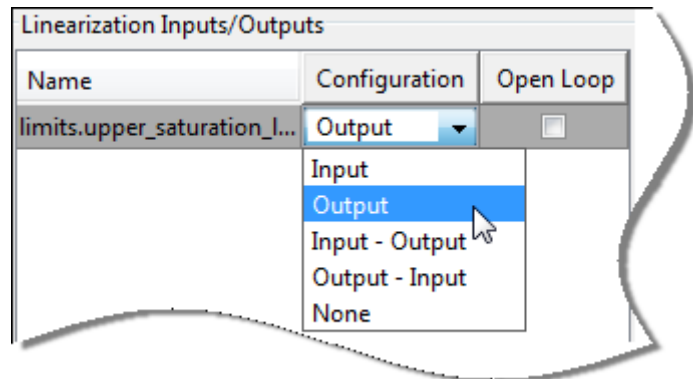 Linearization Inputs/Outputs
Name Configuration Open Loop
limits.upper_saturation_l... Output
Input
Output
Input - Output
Output - Input
None